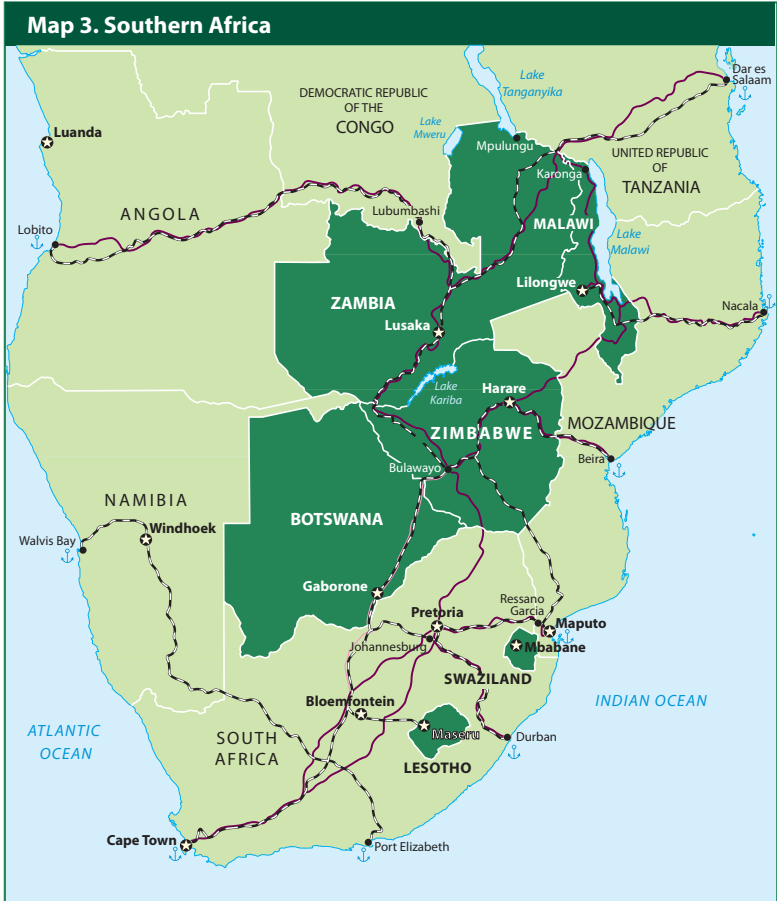 Map 3. Southern Africa
Dar es
Salaam
Lake
Tanganyika
DEMOCRATIC REPUBLIC
OF THE
CONGO
Lake
Mweru
Luanda
Mpulungu
UNITED REPUBLIC
OF
TANZANIA
Karonga
ANGOLA
Lubumbashi
MALAWI
Lobito
Lake
Malawi
Lilongwe
ZAMBIA
Nacala
Lusaka
Lake
Kariba
Harare
MOZAMBIQUE
ZIMBABWE
Beira
Bulawayo
NAMIBIA
BOTSWANA
Windhoek
Walvis Bay
Gaborone
Ressano
Garcia
Pretoria
Maputo
Johannesburg
Mbabane
SWAZILAND
Bloemfontein
INDIAN OCEAN
ATLANTIC
OCEAN
SOUTH
AFRICA
Maseru
Durban
LESOTHO
Cape Town
Port Elizabeth